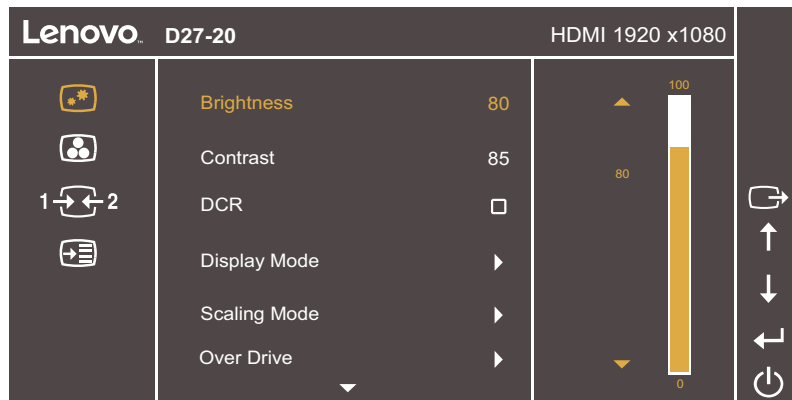 Lenovo D27-20 HDMI 1920 x1080
100
Brightness 80
Contrast 85
80
1 2
DCR
Display Mode
Scaling Mode
Over Drive
0